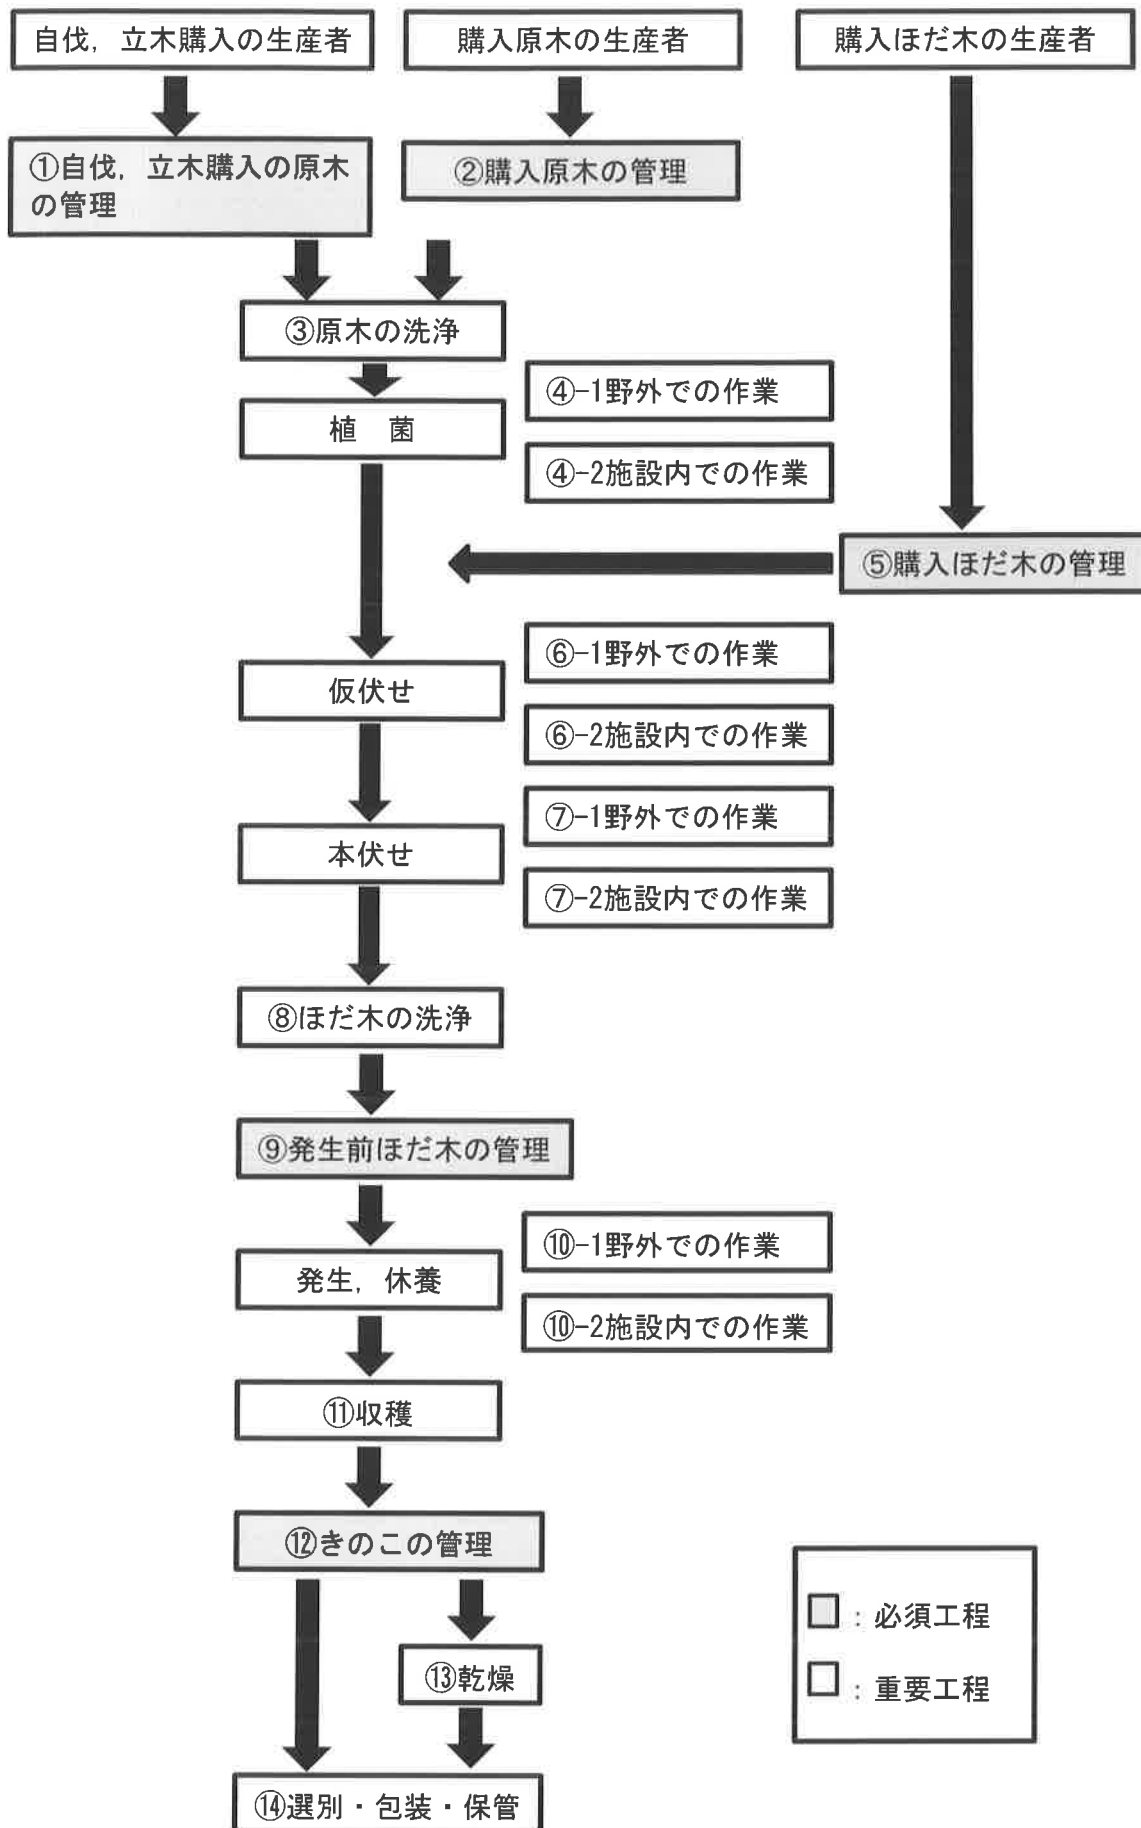 自伐，立木購入の生産者
購入原木の生産者
購入ほだ木の生産者
①自伐，立木購入の原木
の管理
②購入原木の管理
③原木の洗浄
植　菌
④-1野外での作業
④-2施設内での作業
⑤購入ほだ木の管理
仮伏せ
⑥-1野外での作業
⑥-2施設内での作業
本伏せ
⑦-1野外での作業
⑦-2施設内での作業
⑧ほだ木の洗浄
⑨発生前ほだ木の管理
発生，休養
⑩-1野外での作業
⑩-2施設内での作業
⑪収穫
⑫きのこの管理
⑬乾燥
⑭選別・包装・保管
：必須工程
：重要工程